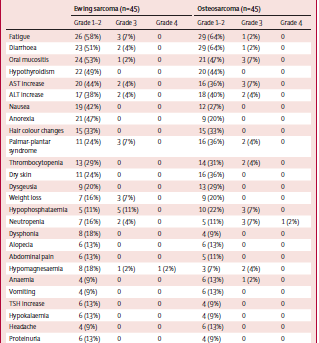 Ewing sarcoma (n=45) Osteosarcoma (n=45)
Grade 1–2 Grade 3 Grade 4 Grade 1–2 Grade 3 Grade 4
Fatigue 26 (58%) 3 (7%) 0 29 (64%) 1 (2%) 0
Diarrhoea 23 (51%) 2 (4%) 0 29 (64%) 1 (2%) 0
Oral mucositis 24 (53%) 1 (2%) 0 21 (47%) 3 (7%) 0
Hypothyroidism 22 (49%) 0 0 20 (44%) 0 0
AST increase 20 (44%) 2 (4%) 0 16 (36%) 3 (7%) 0
ALT increase 17 (38%) 2 (4%) 0 18 (40%) 2 (4%) 0
Nausea 19 (42%) 0 0 12 (27%) 0 0
Anorexia 21 (47%) 0 0 9 (20%) 0 0
Hair colour changes 15 (33%) 0 0 15 (33%) 0 0
Palmar-plantar 11 (24%) 3 (7%) 0 16 (36%) 2 (4%) 0
syndrome
Thrombocytopenia 13 (29%) 0 0 14 (31%) 2 (4%) 0
Dry skin 11 (24%) 0 0 16 (36%) 0 0
Dysgeusia 9 (20%) 0 0 13 (29%) 0 0
Weight loss 7 (16%) 3 (7%) 0 9 (20%) 0 0
Hypophosphataemia 5 (11%) 5 (11%) 0 10 (22%) 3 (7%) 0
Neutropenia 7 (16%) 2 (4%) 0 5 (11%) 3 (7%) 1 (2%)
Dysphonia 8 (18%) 0 0 4 (9%) 0 0
Alopecia 6 (13%) 0 0 6 (13%) 0 0
Abdominal pain 6 (13%) 0 0 5 (11%) 0 0
Hypomagnesaemia 8 (18%) 1 (2%) 1 (2%) 3 (7%) 2 (4%) 0
Anaemia 4 (9%) 0 0 6 (13%) 1 (2%) 0
Vomiting 4 (9%) 0 0 6 (13%) 0 0
TSH increase 6 (13%) 0 0 4 (9%) 0 0
Hypokalaemia 6 (13%) 0 0 4 (9%) 0 0
Headache 4 (9%) 0 0 6 (13%) 0 0
Proteinuria 6 (13%) 0 0 4 (9%) 0 0